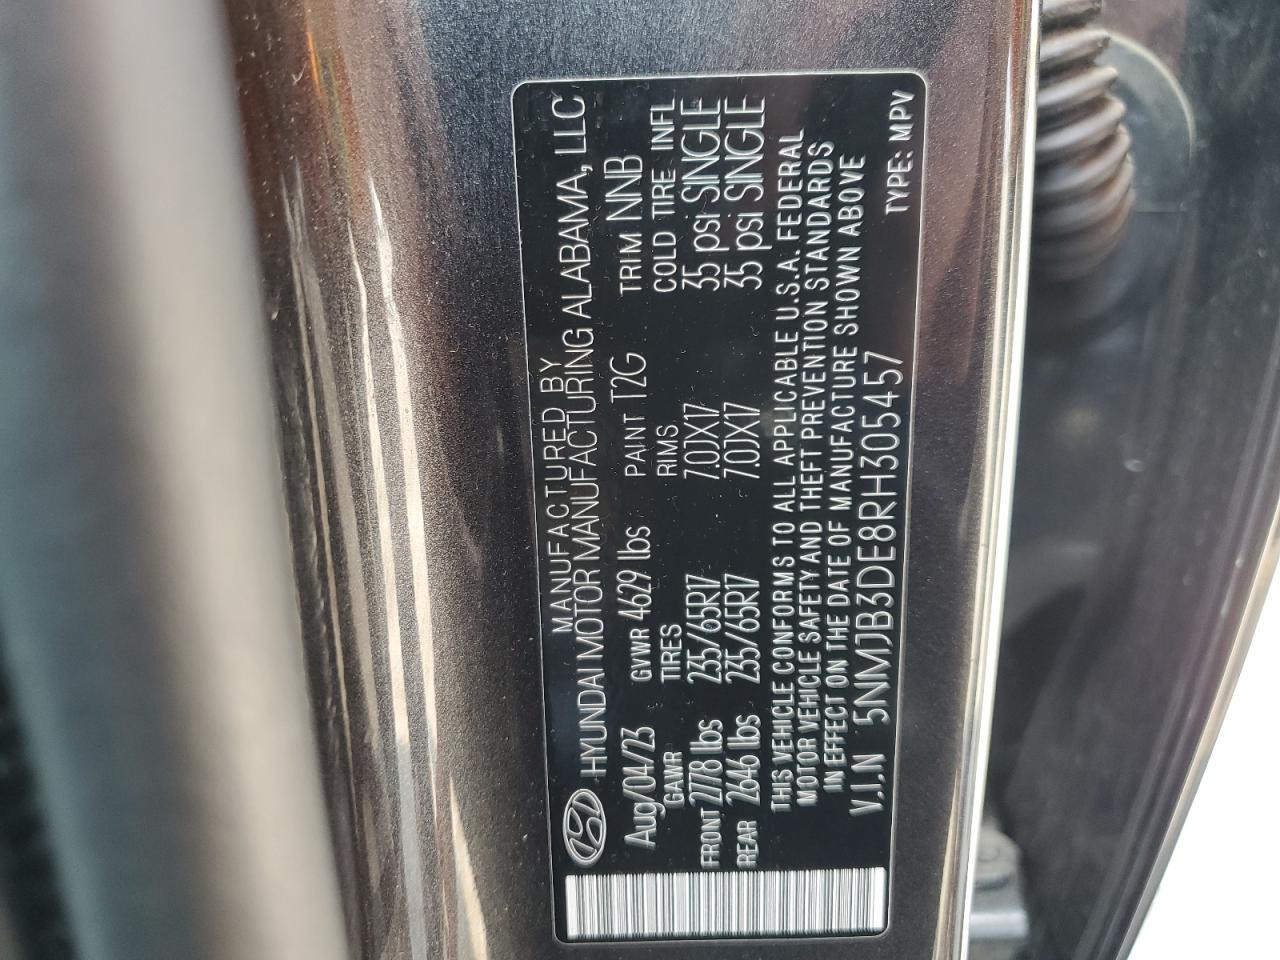 MANUFACTURED BY
HYUNDAI MOTOR MANUFACTURING ALABAMA, LLC
Aug/04/23 GVWR 4629 lbs PAINT T2G TRIM NNB
GAWR TIRES RIMS COLD TIRE INFL
FRONT 2778 lbs 235/65R17 7.0JX17 35 psi SINGLE
REAR 2646 lbs 235/65R17 7.0JX17 35 psi SINGLE
THIS VEHICLE CONFORMS TO ALL APPLICABLE U.S.A. FEDERAL
MOTOR VEHICLE SAFETY AND THEFT PREVENTION STANDARDS
IN EFFECT ON THE DATE OF MANUFACTURE SHOWN ABOVE
V.I.N 5NMJB3DE8RH305457 TYPE: MPV